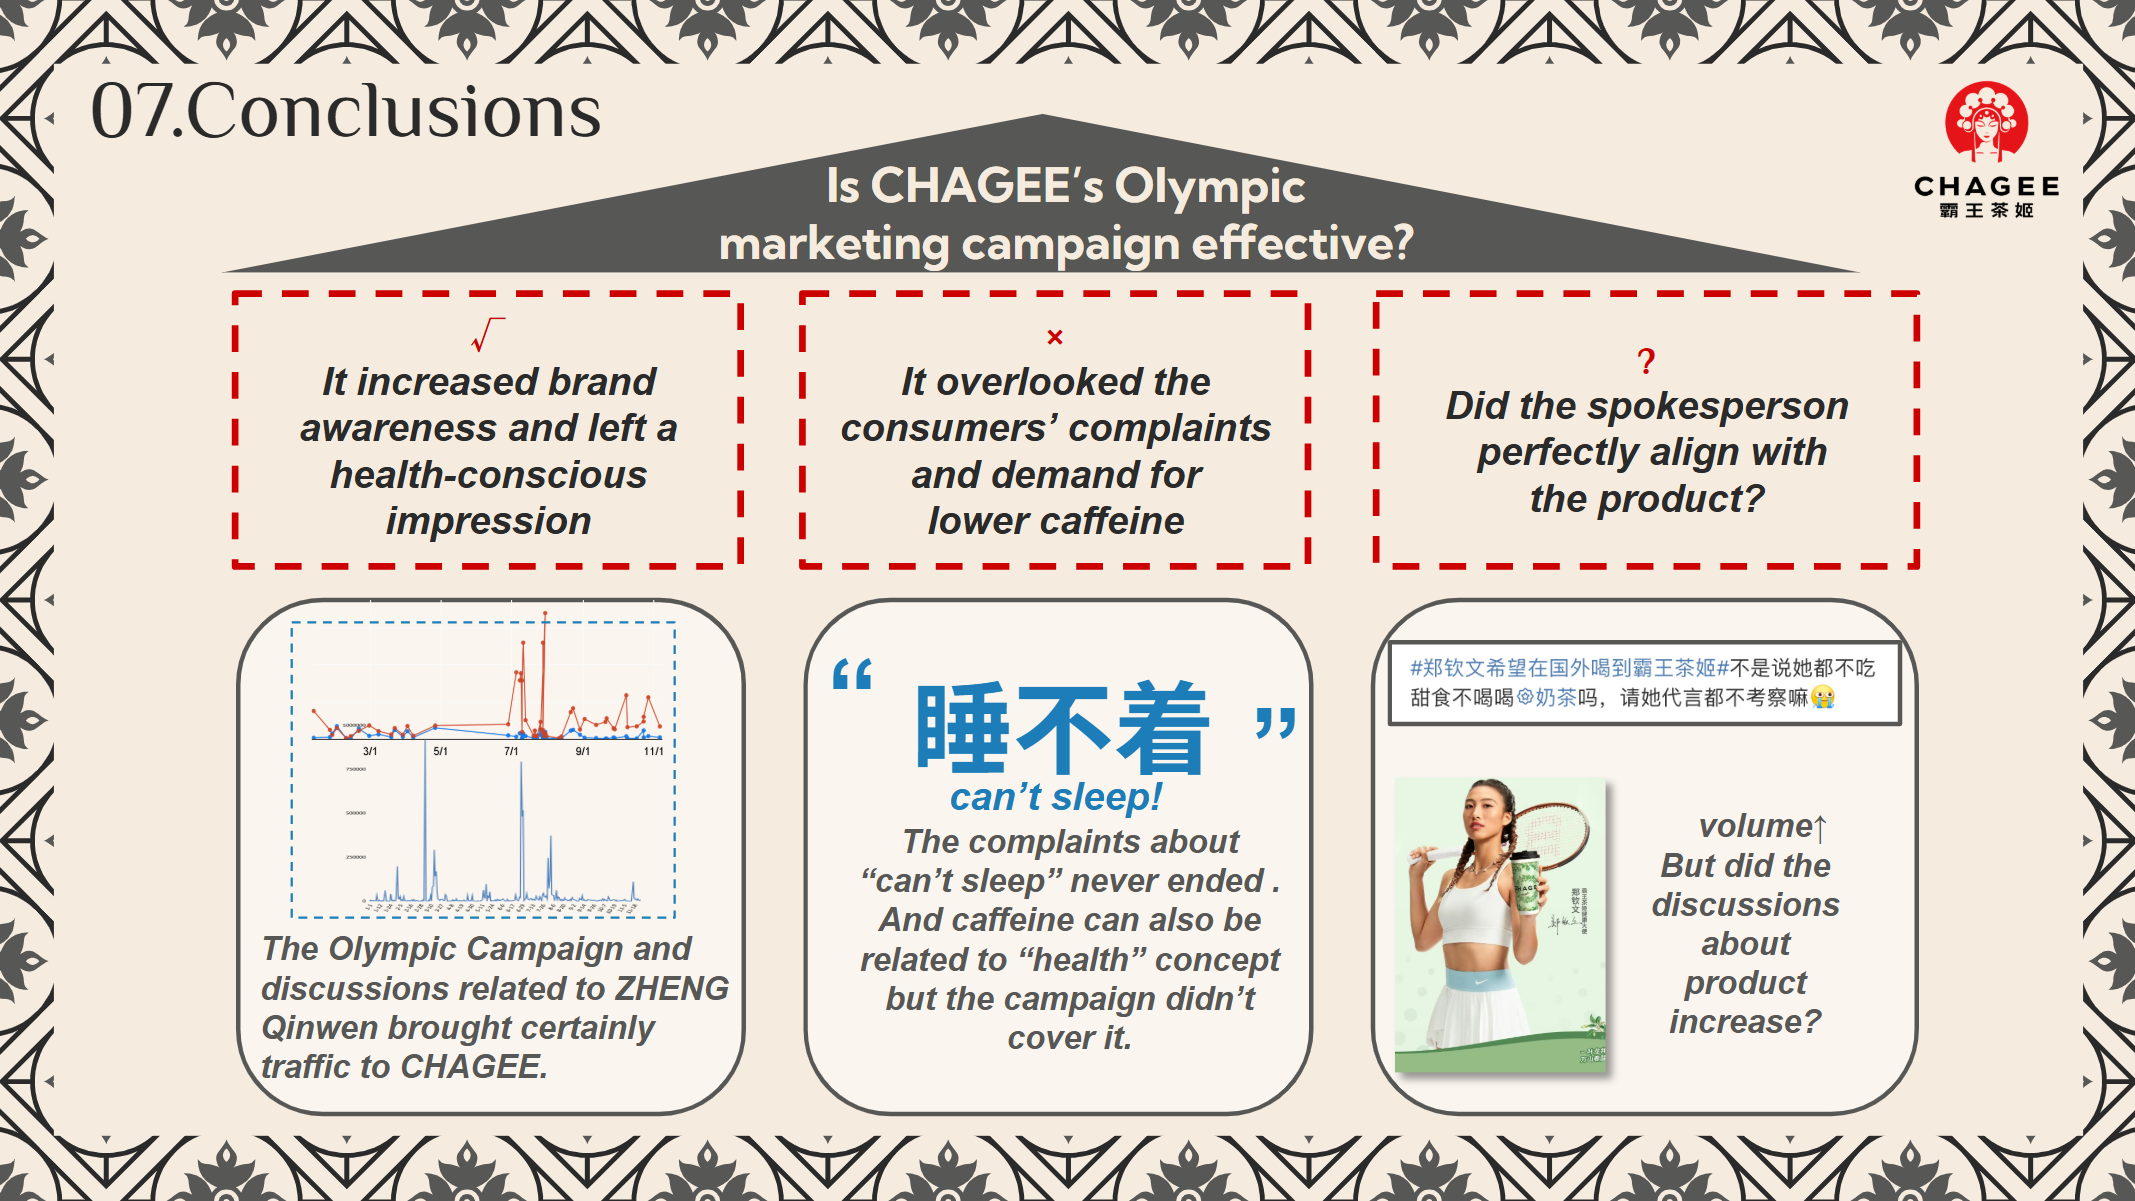 07.Conclusions
CHAGEE
霸王茶姬
Is CHAGEE's Olympic
marketing campaign effective?
√
It increased brand
awareness and left a
health-conscious
impression
×
It overlooked the
consumers' complaints
and demand for
lower caffeine
?
Did the spokesperson
perfectly align with
the product?
1000000
3/1 5/1 7/1 9/1 11/1
750000
500000
250000
0
The Olympic Campaign and
discussions related to ZHENG
Qinwen brought certainly
traffic to CHAGEE.
“睡不着”
can't sleep!
The complaints about
“can't sleep” never ended .
And caffeine can also be
related to “health” concept
but the campaign didn't
cover it.
#郑钦文希望在国外喝到霸王茶姬#不是说她都不吃
甜食不喝喝奶茶吗，请她代言都不考察嘛😭
郑钦文
volume↑
But did the
discussions
about
product
increase?